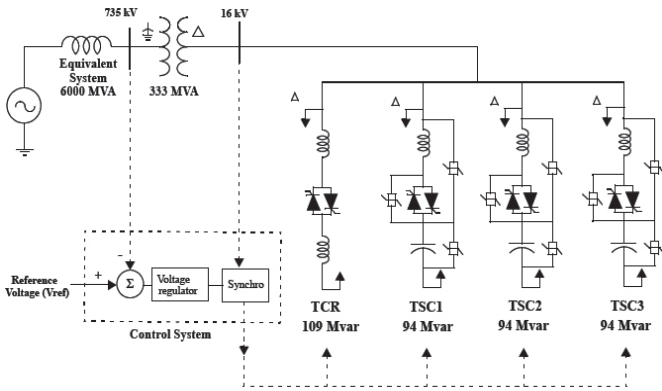 735 kV
16 kV
Δ
Equivalent
System
6000 MVA
333 MVA
Δ
Δ
Δ
Δ
-
+
Reference
Voltage (Vref)
Σ
Voltage
regulator
Synchro
Control System
TCR
109 Mvar
TSC1
94 Mvar
TSC2
94 Mvar
TSC3
94 Mvar